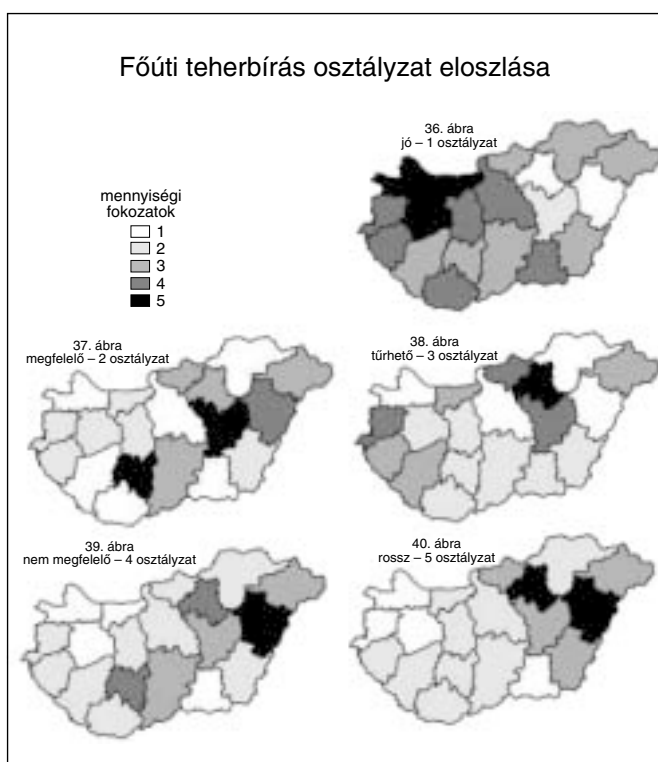 Főúti teherbírás osztályzat eloszlása
36. ábra
jó – 1 osztályzat
mennyiségi
fokozatok
1
2
3
4
5
37. ábra
megfelelő – 2 osztályzat
38. ábra
tűrhető – 3 osztályzat
39. ábra
nem megfelelő – 4 osztályzat
40. ábra
rossz – 5 osztályzat